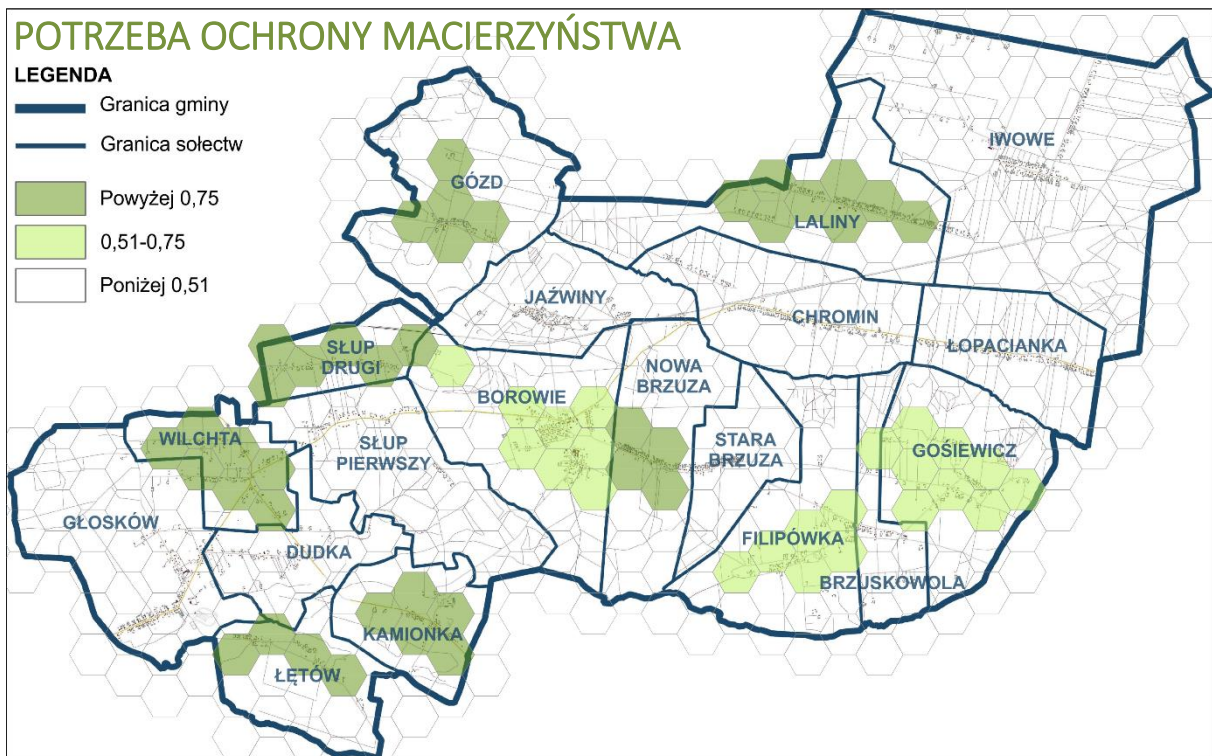 POTRZEBA OCHRONY MACIERZYŃSTWA
LEGENDA
Granica gminy
Granica sołectw
Powyżej 0,75
0,51-0,75
Poniżej 0,51
IWOWE
GÓZD
LALINY
JAŹWINY
CHROMIN
ŁOPACIANKA
SŁUP
DRUGI
NOWA
BRZUZA
BOROWIE
WILCHTA
SŁUP
PIERWSZY
STARA
BRZUZA
GOŚIEWICZ
GŁOSKÓW
DUDKA
FILIPÓWKA
BRZUSKOWOLA
KAMIONKA
ŁĘTÓW